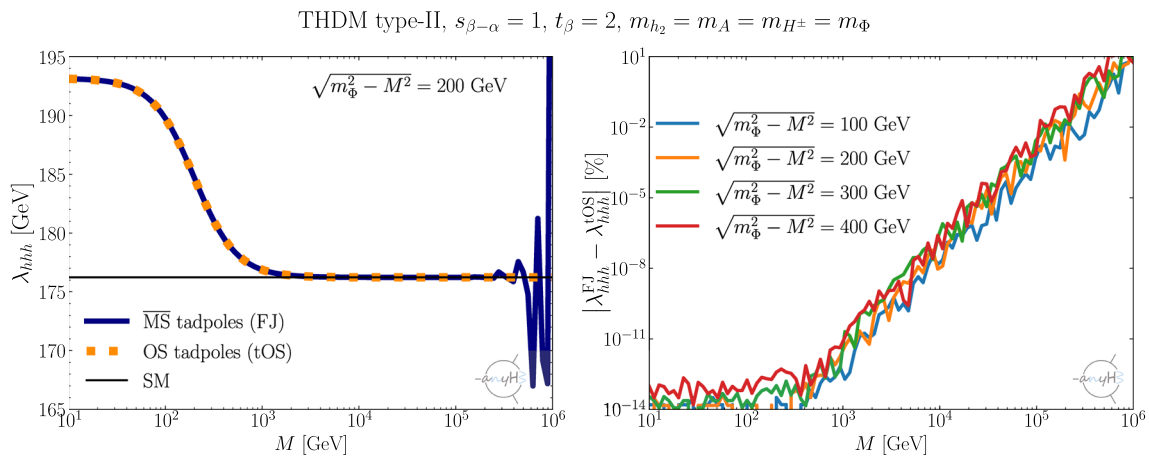 THDM type-II, s_{β−α} = 1, t_β = 2, m_{h_2} = m_A = m_{H^±} = m_Φ
195
190
185
180
175
170
165
λ_{hhh} [GeV]
√(m_Φ^2 − M^2) = 200 GeV
M̅S̅ tadpoles (FJ)
OS tadpoles (tOS)
SM
-anyH3
10^1
10^2
10^3
10^4
10^5
10^6
M [GeV]
10^1
10^{−2}
10^{−5}
10^{−8}
10^{−11}
10^{−14}
|λ_{hhh}^{FJ} − λ_{hhh}^{tOS}| [%]
√(m_Φ^2 − M^2) = 100 GeV
√(m_Φ^2 − M^2) = 200 GeV
√(m_Φ^2 − M^2) = 300 GeV
√(m_Φ^2 − M^2) = 400 GeV
-anyH3
10^1
10^2
10^3
10^4
10^5
10^6
M [GeV]